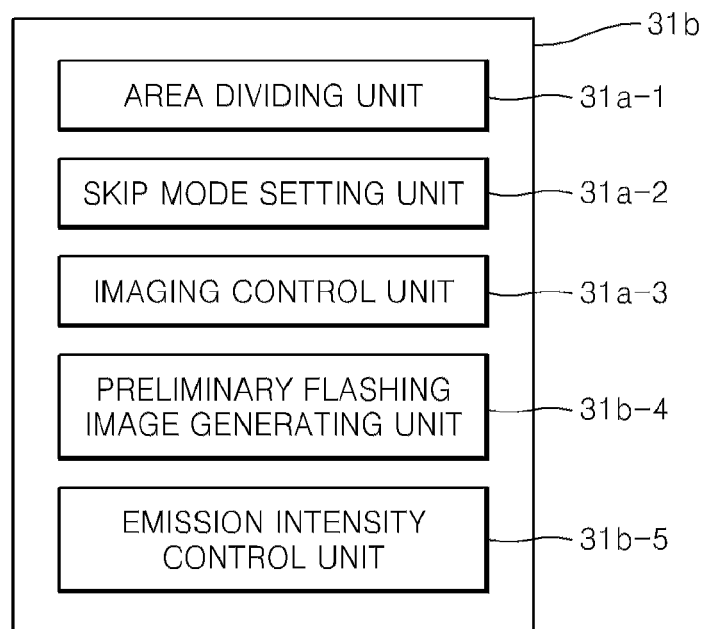 31b
AREA DIVIDING UNIT
31a-1
SKIP MODE SETTING UNIT
31a-2
IMAGING CONTROL UNIT
31a-3
PRELIMINARY FLASHING
IMAGE GENERATING UNIT
31b-4
EMISSION INTENSITY
CONTROL UNIT
31b-5